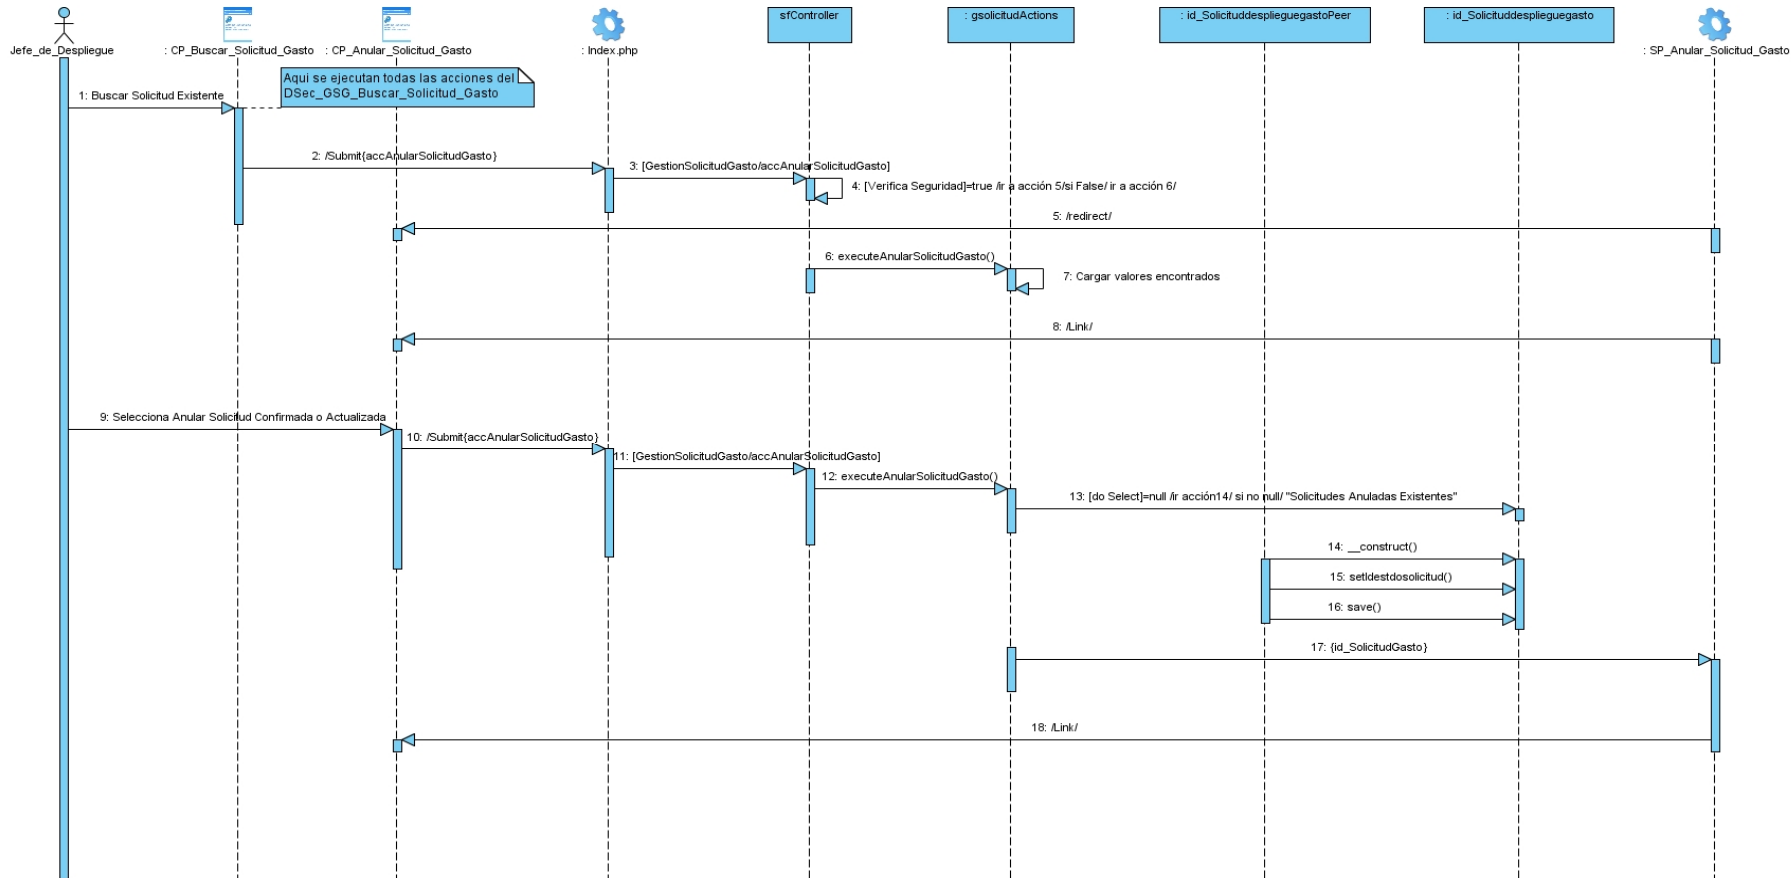 sfController
: gsolicitudActions
: id_SolicituddesplieguegastoPeer
: id_Solicituddesplieguegasto
Jefe_de_Despliegue
: CP_Buscar_Solicitud_Gasto
: CP_Anular_Solicitud_Gasto
: Index.php
: SP_Anular_Solicitud_Gasto
Aqui se ejecutan todas las acciones del
DSec_GSG_Buscar_Solicitud_Gasto
1: Buscar Solicitud Existente
2: /Submit{accAnularSolicitudGasto}
3: [GestionSolicitudGasto/accAnularSolicitudGasto]
4: [Verifica Seguridad]=true /ir a acción 5/si False/ ir a acción 6/
5: /redirect/
6: executeAnularSolicitudGasto()
7: Cargar valores encontrados
8: /Link/
9: Selecciona Anular Solicitud Confirmada o Actualizada
10: /Submit{accAnularSolicitudGasto}
11: [GestionSolicitudGasto/accAnularSolicitudGasto]
12: executeAnularSolicitudGasto()
13: [do Select]=null /ir acción14/ si no null/ "Solicitudes Anuladas Existentes"
14: __construct()
15: setIdestdosolicitud()
16: save()
17: {id_SolicitudGasto}
18: /Link/